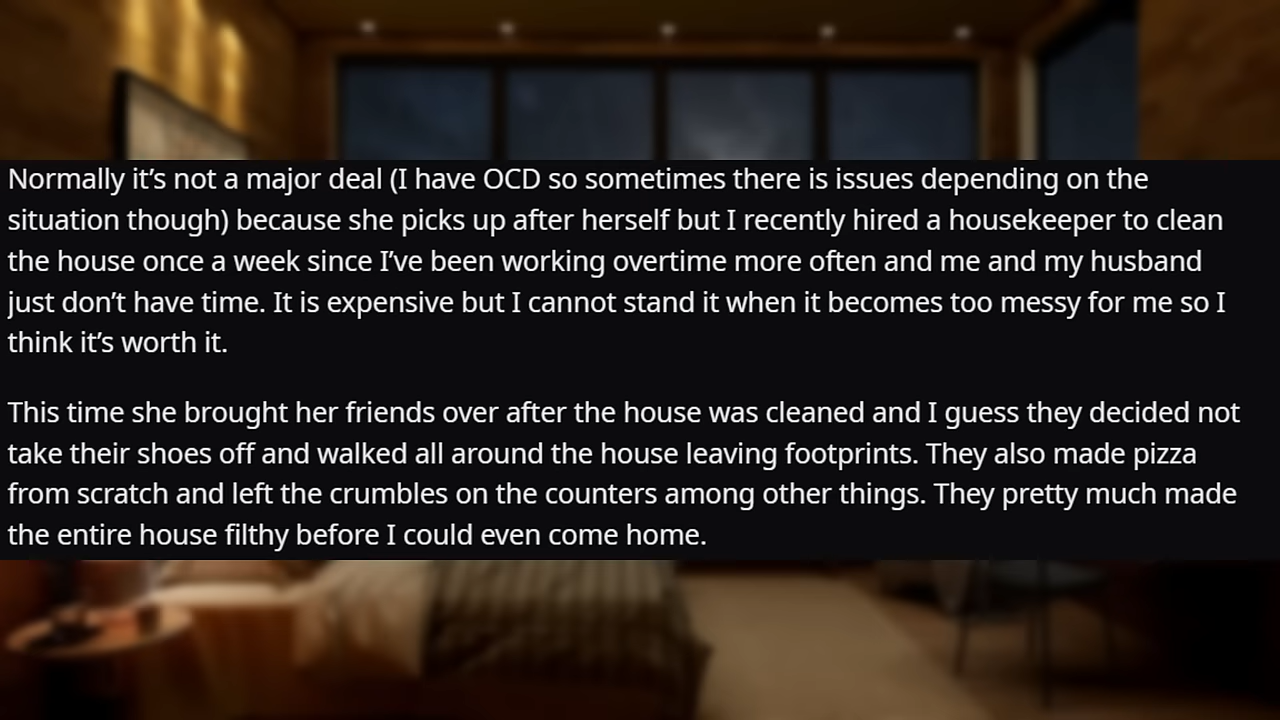 Normally it’s not a major deal (I have OCD so sometimes there is issues depending on the
situation though) because she picks up after herself but I recently hired a housekeeper to clean
the house once a week since I’ve been working overtime more often and me and my husband
just don’t have time. It is expensive but I cannot stand it when it becomes too messy for me so I
think it’s worth it.
This time she brought her friends over after the house was cleaned and I guess they decided not
take their shoes off and walked all around the house leaving footprints. They also made pizza
from scratch and left the crumbles on the counters among other things. They pretty much made
the entire house filthy before I could even come home.